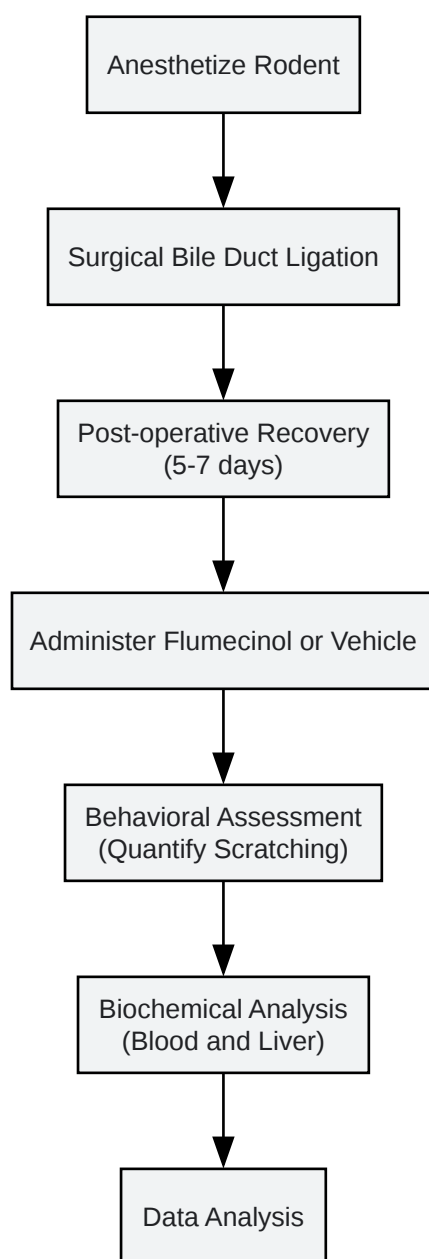 Anesthetize Rodent
Surgical Bile Duct Ligation
Post-operative Recovery
(5-7 days)
Administer Flumecinol or Vehicle
Behavioral Assessment
(Quantify Scratching)
Biochemical Analysis
(Blood and Liver)
Data Analysis